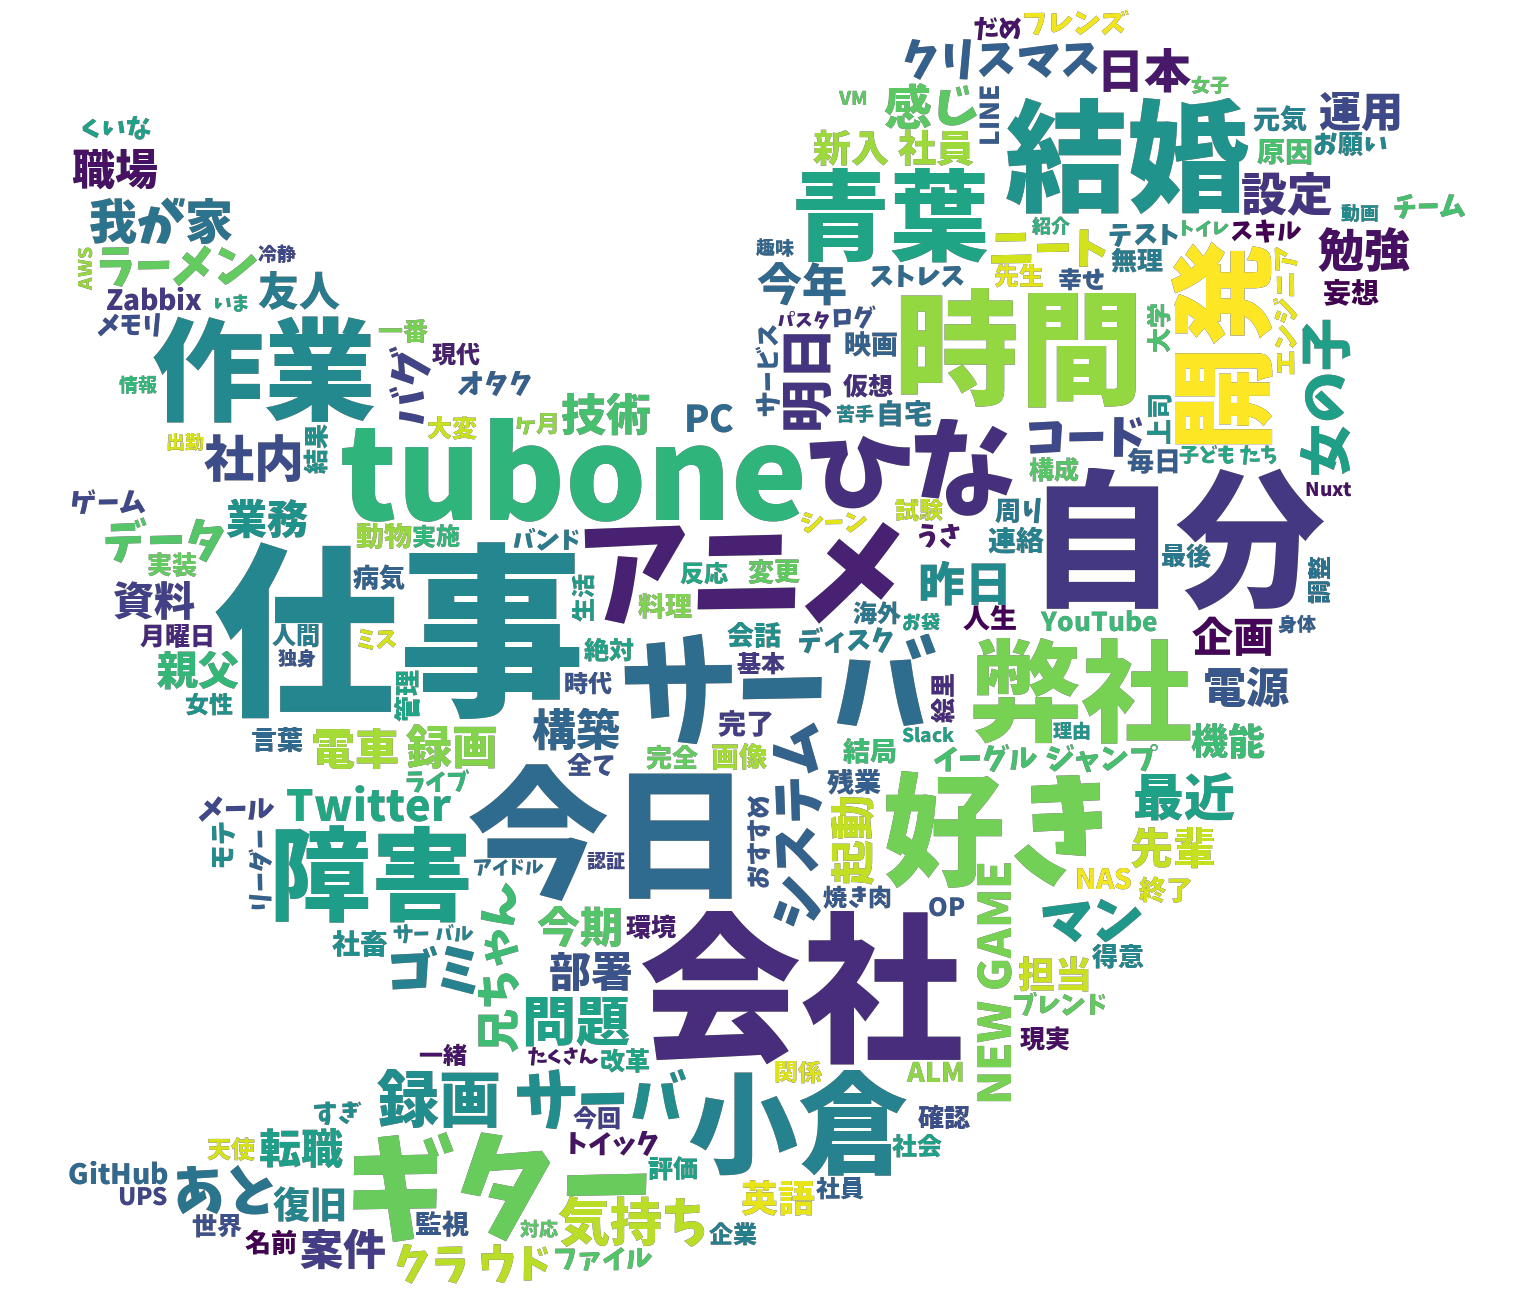 だめ
フレンズ
クリスマス
日本
女子
VM
感じ
LINE
結婚
元気
運用
くいな
新入 社員
原因
お願い
職場
青葉
設定
我が家
紹介
動画
チーム
AWS
ラーメン
冷静
趣味
ニート
テスト
トイレ
スキル
勉強
無理
Zabbix
いま
友人
今年
ストレス
先生
幸せ
開発
エンジニア
妄想
メモリ
作業
一番
パスタ
ログ
時間
大学
女の子
バグ
現代
サービス
明日
映画
情報
オタク
仮想
大変
ケ月
技術
PC
苦手
自宅
コード
上司
出勤
社内
結果
tubone
ひな
構成
毎日
子ども たち
ゲーム
自分
Nuxt
データ
業務
動物
実施
バンド
アニメ
シーン
試験
周り
うさ
連絡
最後
実装
病気
生活
反応
変更
昨日
調整
資料
仕事
料理
海外
お袋
人生
YouTube
企画
身体
月曜日
人間
ミス
絶対
会話
ディスク
親父
独身
基本
サーバ
弊社
女性
管理
時代
絵里
電源
言葉
電車
録画
構築
完了
Slack
理由
機能
全て
完全
画像
システム
結局
イーグル ジャンプ
ライブ
今日
残業
好き
最近
メール
Twitter
おすすめ
起動
モテ
リーダー
障害
アイドル
認証
先輩
NAS
終了
焼き肉
OP
NEW GAME
マン
兄ちゃん
今期
環境
会社
社畜
サー バル
ゴミ
部署
得意
担当
問題
ブレンド
現実
一緒
たくさん
改革
関係
ALM
録画
サーバ
小倉
すぎ
今回
確認
天使
転職
ギター
トイック
社会
GitHub
UPS
あと
復旧
評価
英語
社員
世界
監視
対応
気持ち
企業
名前
案件
クラ ウド
ファイル